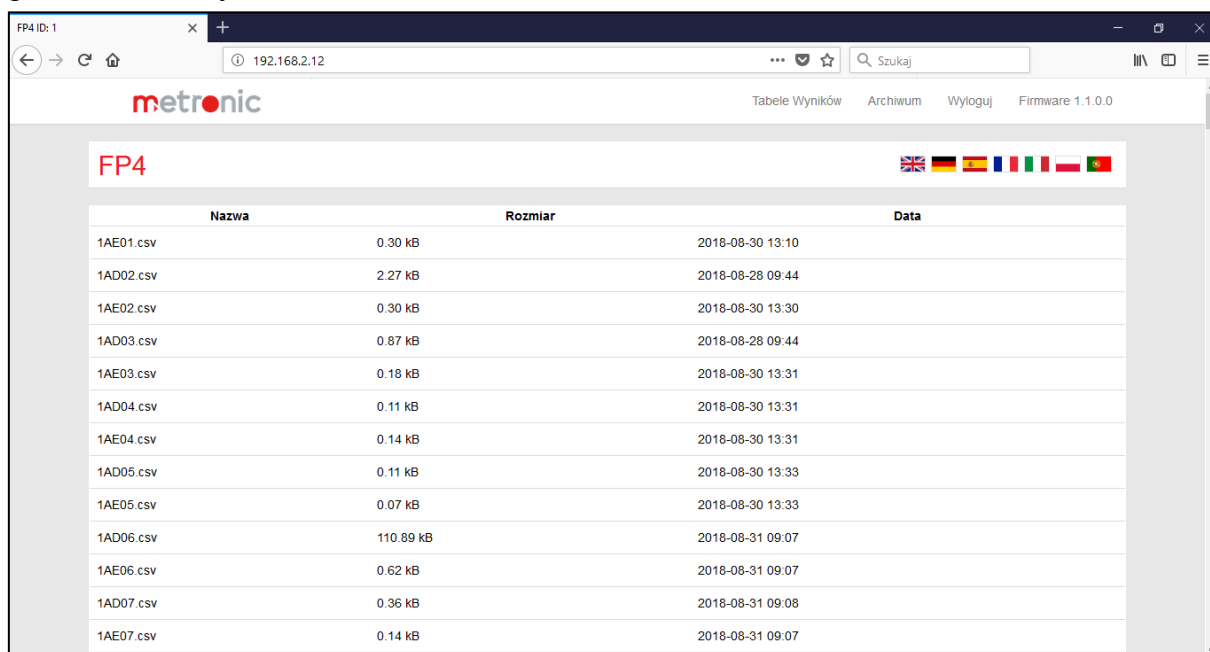 FP4 ID: 1
192.168.2.12
Szukaj
metronic
Tabele Wyników Archiwum Wyloguj Firmware 1.1.0.0
FP4
Nazwa Rozmiar Data
1AE01.csv 0.30 kB 2018-08-30 13:10
1AD02.csv 2.27 kB 2018-08-28 09:44
1AE02.csv 0.30 kB 2018-08-30 13:30
1AD03.csv 0.87 kB 2018-08-28 09:44
1AE03.csv 0.18 kB 2018-08-30 13:31
1AD04.csv 0.11 kB 2018-08-30 13:31
1AE04.csv 0.14 kB 2018-08-30 13:31
1AD05.csv 0.11 kB 2018-08-30 13:33
1AE05.csv 0.07 kB 2018-08-30 13:33
1AD06.csv 110.89 kB 2018-08-31 09:07
1AE06.csv 0.62 kB 2018-08-31 09:07
1AD07.csv 0.36 kB 2018-08-31 09:08
1AE07.csv 0.14 kB 2018-08-31 09:07